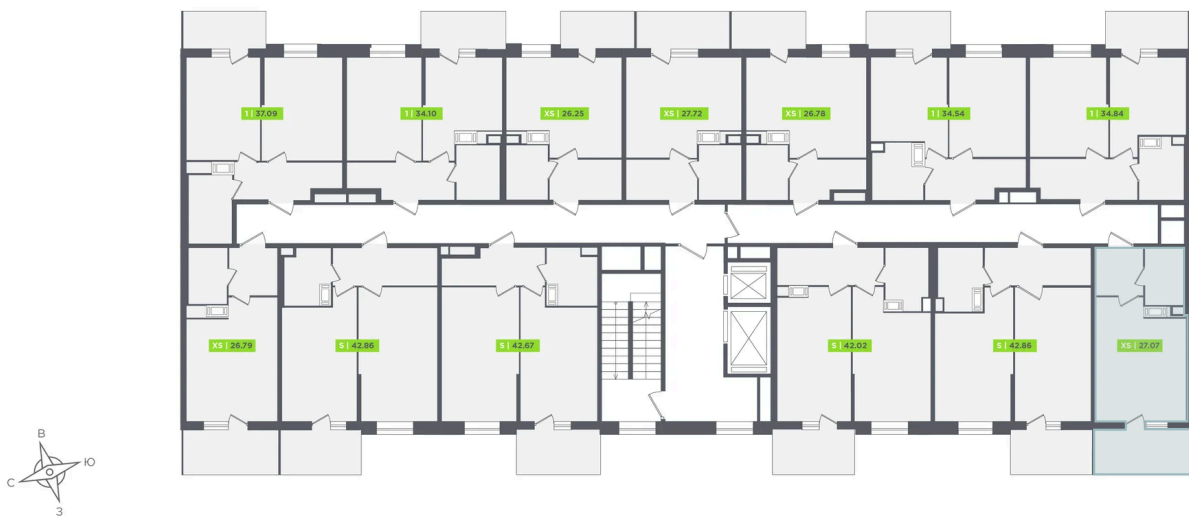 1 | 37.09
1 | 34.10
XS | 26.25
XS | 27.72
XS | 26.78
1 | 34.54
1 | 34.84
XS | 26.79
S | 42.86
S | 42.67
S | 42.02
S | 42.86
XS | 27.07
В
Ю
С
З